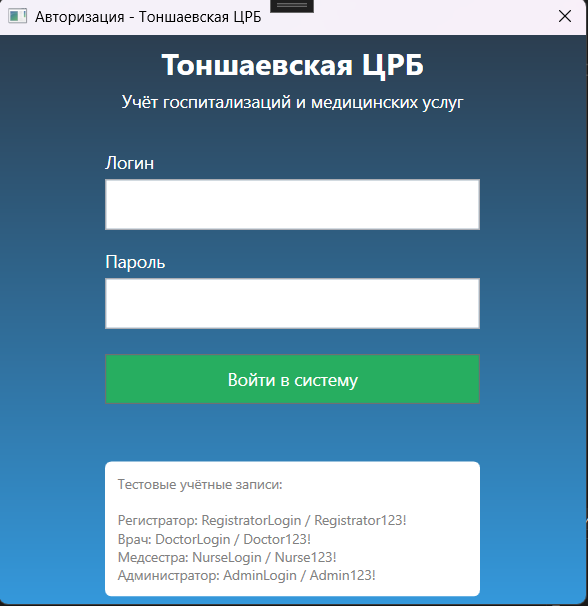 Авторизация - Тоншаевская ЦРБ
Тоншаевская ЦРБ
Учёт госпитализаций и медицинских услуг
Логин
Пароль
Войти в систему
Тестовые учётные записи:
Регистратор: RegistratorLogin / Registrator123!
Врач: DoctorLogin / Doctor123!
Медсестра: NurseLogin / Nurse123!
Администратор: AdminLogin / Admin123!